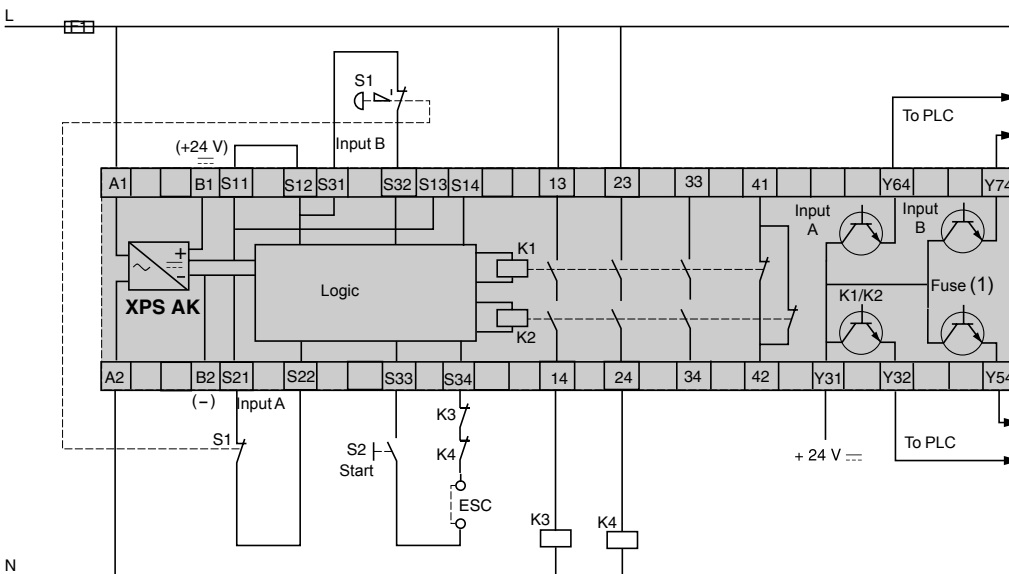 L
F1
S1
To PLC
(+24 V)
Input B
A1 B1 S11 S12 S31 S32 S13 S14 13 23 33 41 Y64 Y74
Input A
Input B
K1
+
-
Logic
XPS AK
K1/K2
Fuse (1)
K2
A2 B2 S21 S22 S33 S34 14 24 34 42 Y31 Y32 Y54
(–) Input A
K3
S1
S2
Start
K4
To PLC
+ 24 V
ESC
K3
K4
N